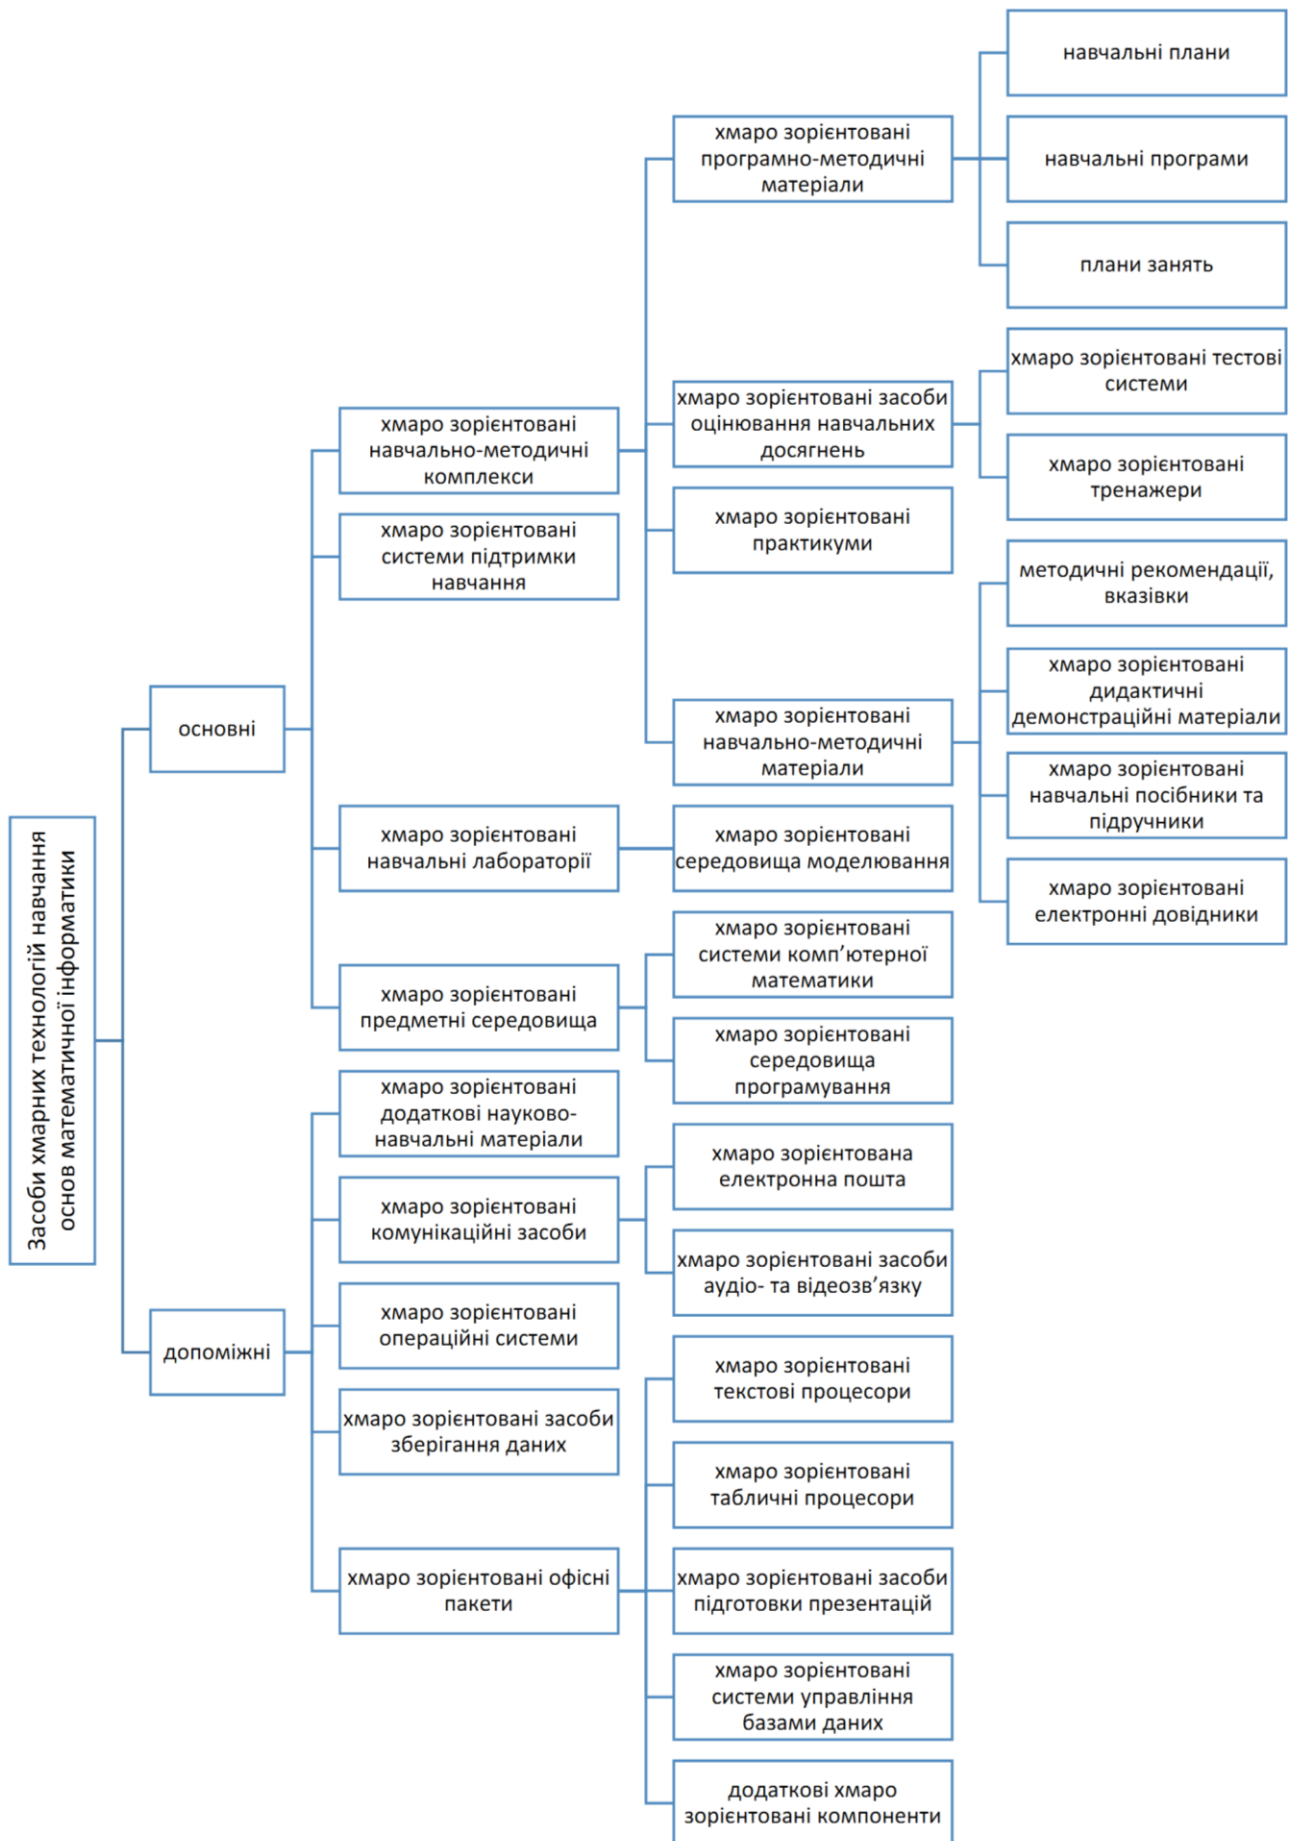 Засоби хмарних технологій навчання
основ математичної інформатики
основні
хмаро зорієнтовані
навчально-методичні
комплекси
хмаро зорієнтовані
програмно-методичні
матеріали
навчальні плани
навчальні програми
плани занять
хмаро зорієнтовані засоби
оцінювання навчальних
досягнень
хмаро зорієнтовані тестові
системи
хмаро зорієнтовані
тренажери
хмаро зорієнтовані
практикуми
хмаро зорієнтовані
навчально-методичні
матеріали
методичні рекомендації,
вказівки
хмаро зорієнтовані
дидактичні
демонстраційні матеріали
хмаро зорієнтовані
навчальні посібники та
підручники
хмаро зорієнтовані
електронні довідники
хмаро зорієнтовані
системи підтримки
навчання
хмаро зорієнтовані
навчальні лабораторії
хмаро зорієнтовані
середовища моделювання
хмаро зорієнтовані
предметні середовища
хмаро зорієнтовані
системи комп’ютерної
математики
хмаро зорієнтовані
середовища
програмування
допоміжні
хмаро зорієнтовані
додаткові науково-
навчальні матеріали
хмаро зорієнтовані
комунікаційні засоби
хмаро зорієнтована
електронна пошта
хмаро зорієнтовані засоби
аудіо- та відеозв’язку
хмаро зорієнтовані
операційні системи
хмаро зорієнтовані засоби
зберігання даних
хмаро зорієнтовані офісні
пакети
хмаро зорієнтовані
текстові процесори
хмаро зорієнтовані
табличні процесори
хмаро зорієнтовані засоби
підготовки презентацій
хмаро зорієнтовані
системи управління
базами даних
додаткові хмаро
зорієнтовані компоненти